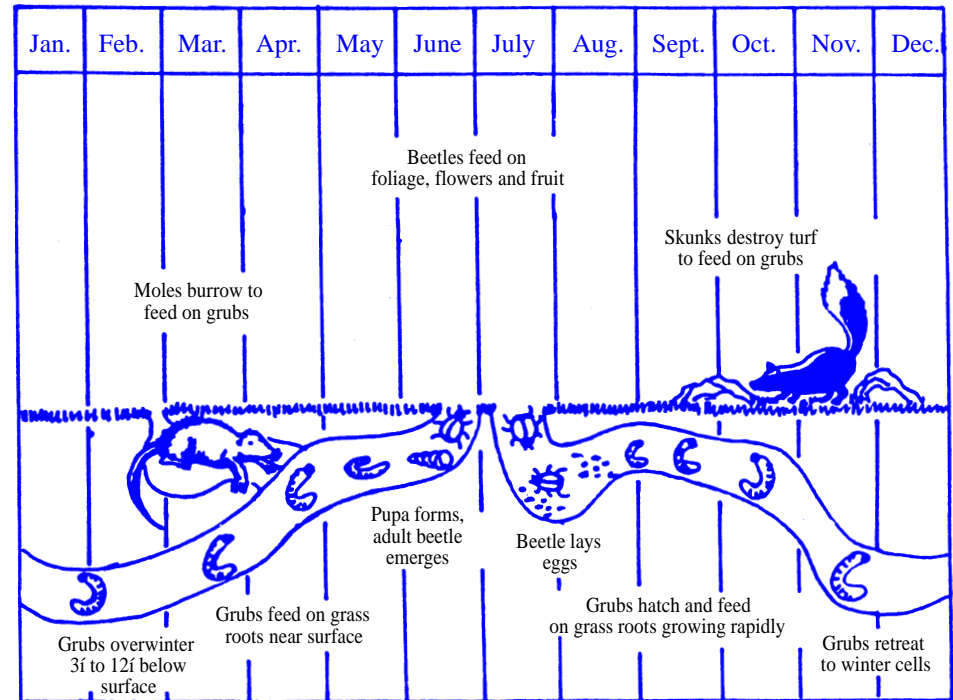 Jan. Feb. Mar. Apr. May June July Aug. Sept. Oct. Nov. Dec.
Beetles feed on
foliage, flowers and fruit
Skunks destroy turf
to feed on grubs
Moles burrow to
feed on grubs
Pupa forms,
adult beetle
emerges
Beetle lays
eggs
Grubs feed on grass
roots near surface
Grubs hatch and feed
on grass roots growing rapidly
Grubs overwinter
3í to 12í below
surface
Grubs retreat
to winter cells